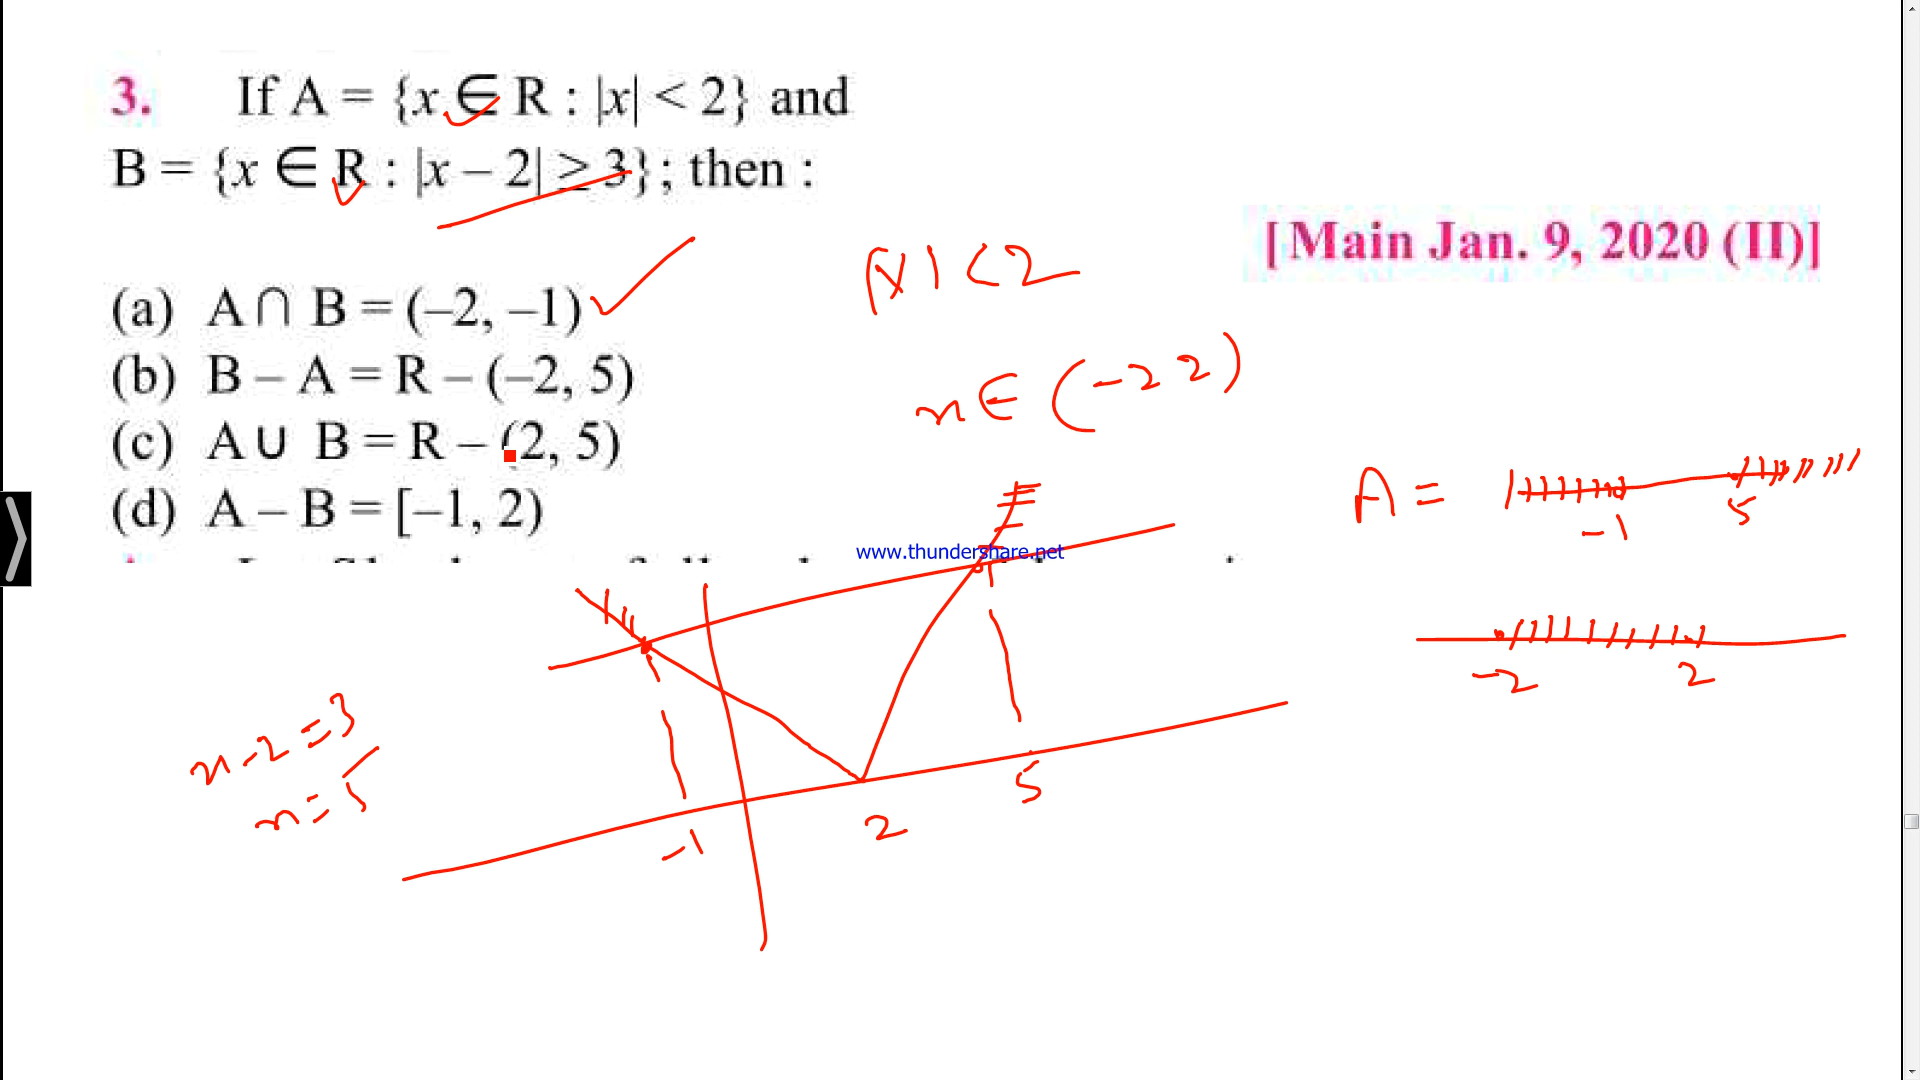 3. If A = {x ∈ R : |x| < 2} and
B = {x ∈ R : |x – 2| ≥ 3}; then :
[Main Jan. 9, 2020 (II)]
(a) A ∩ B = (–2, –1)
(b) B – A = R – (–2, 5)
(c) A ∪ B = R – (2, 5)
(d) A – B = [–1, 2)
|x| < 2
x ∈ (-2 2)
A =
-1 5
-2 2
www.thundershare.net
x-2=3
x=5
-1 2 5